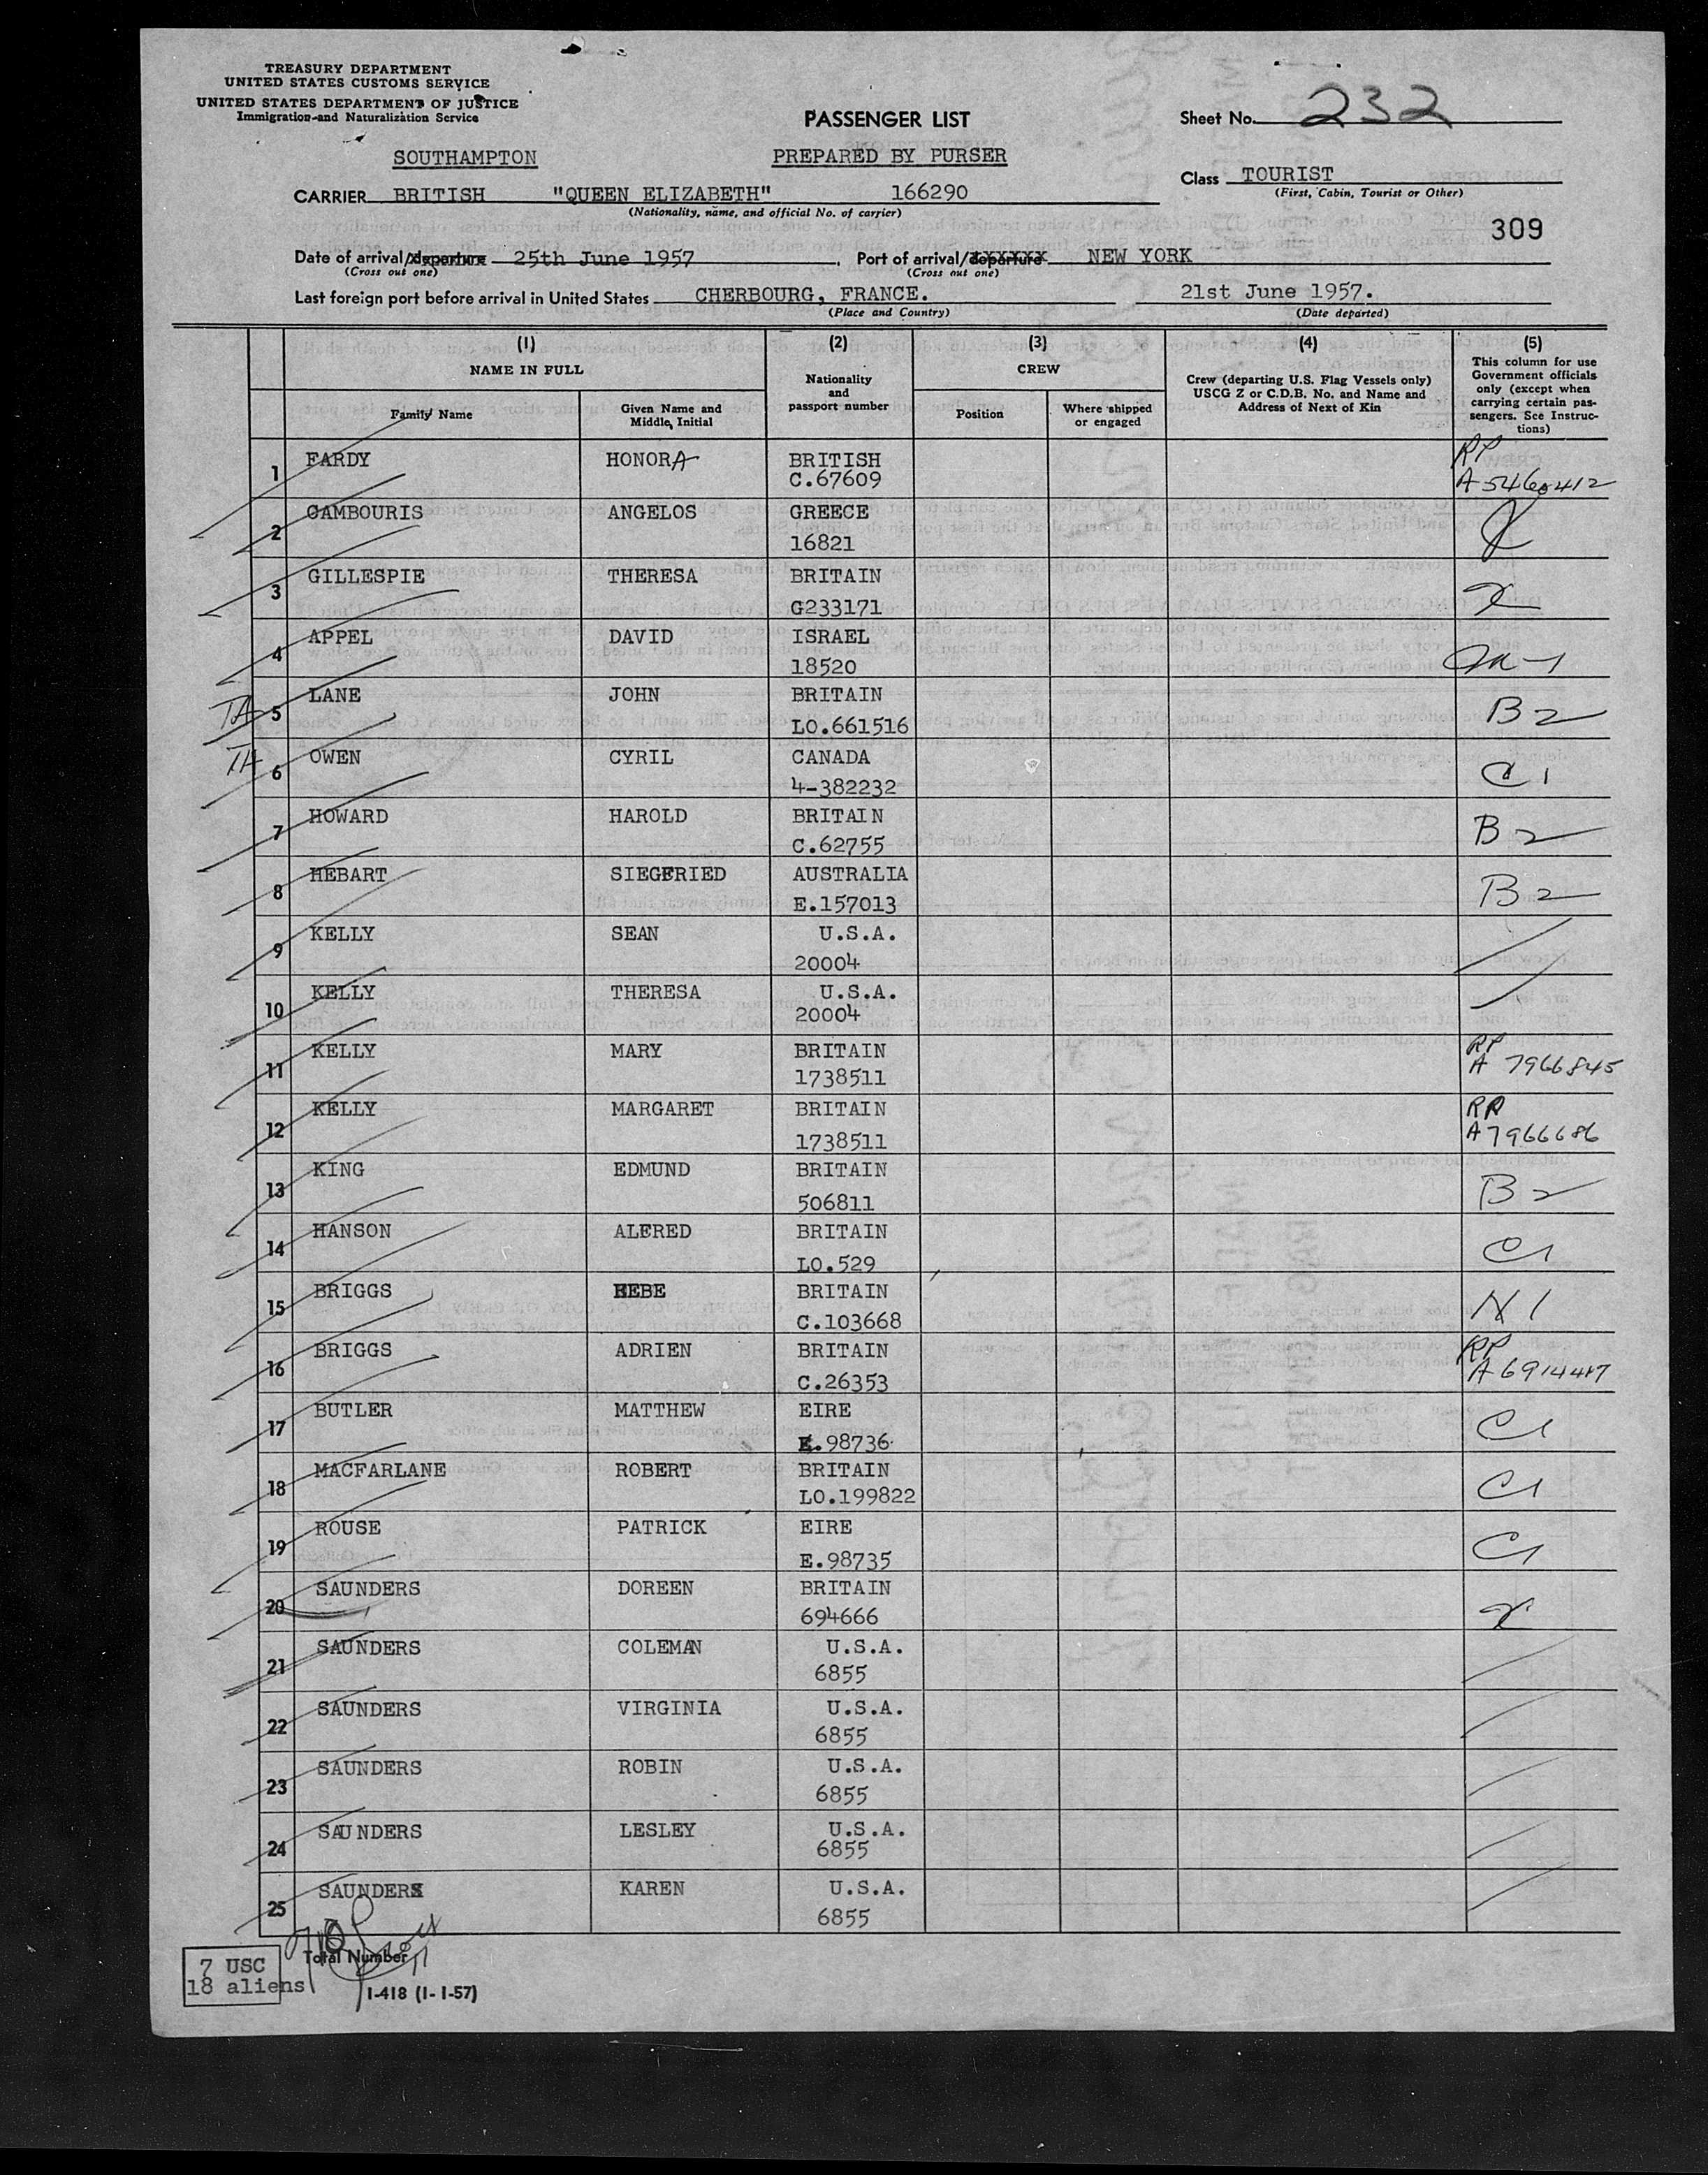 TREASURY DEPARTMENT
UNITED STATES CUSTOMS SERVICE
UNITED STATES DEPARTMENT OF JUSTICE
Immigration and Naturalization Service
PASSENGER LIST
Sheet No. 232
SOUTHAMPTON
PREPARED BY PURSER
Class TOURIST
(First, Cabin, Tourist or Other)
CARRIER BRITISH "QUEEN ELIZABETH" 166290
(Nationality, name, and official No. of carrier)
309
Date of arrival/departure 25th June 1957, Port of arrival/departure NEW YORK
(Cross out one) (Cross out one)
Last foreign port before arrival in United States CHERBOURG, FRANCE. 21st June 1957.
(Place and Country) (Date departed)
(1) (2) (3) (4) (5)
NAME IN FULL
Family Name
Given Name and Middle Initial
Nationality and passport number
CREW
Position
Where shipped or engaged
Crew (departing U.S. Flag Vessels only) USCG Z or C.D.B. No. and Name and Address of Next of Kin
This column for use Government officials only (except when carrying certain passengers. See Instructions)
1 FARDY HONORA BRITISH RP
C.67609 A 5460412
2 GAMBOURIS ANGELOS GREECE
16821
3 GILLESPIE THERESA BRITAIN
G233171
4 APPEL DAVID ISRAEL
18520
TA 5 LANE JOHN BRITAIN B2
LO.661516
TA 6 OWEN CYRIL CANADA C1
4-382232
7 HOWARD HAROLD BRITAIN B2
C.62755
8 HEBART SIEGFRIED AUSTRALIA B2
E.157013
9 KELLY SEAN U.S.A.
20004
10 KELLY THERESA U.S.A.
20004
11 KELLY MARY BRITAIN RP
1738511 A 7966845
12 KELLY MARGARET BRITAIN RP
1738511 A 7966686
13 KING EDMUND BRITAIN B2
506811
14 HANSON ALFRED BRITAIN C1
LO.529
15 BRIGGS HEBE BRITAIN
C.103668
16 BRIGGS ADRIEN BRITAIN RP
C.26353
17 BUTLER MATTHEW EIRE C1
E.98736
18 MACFARLANE ROBERT BRITAIN C1
LO.199822
19 ROUSE PATRICK EIRE C1
E.98735
20 SAUNDERS DOREEN BRITAIN
694666
21 SAUNDERS COLEMAN U.S.A.
6855
22 SAUNDERS VIRGINIA U.S.A.
6855
23 SAUNDERS ROBIN U.S.A.
6855
24 SAUNDERS LESLEY U.S.A.
6855
25 SAUNDERS KAREN U.S.A.
6855
Total Number
7 USC
18 aliens
I-418 (1-1-57)